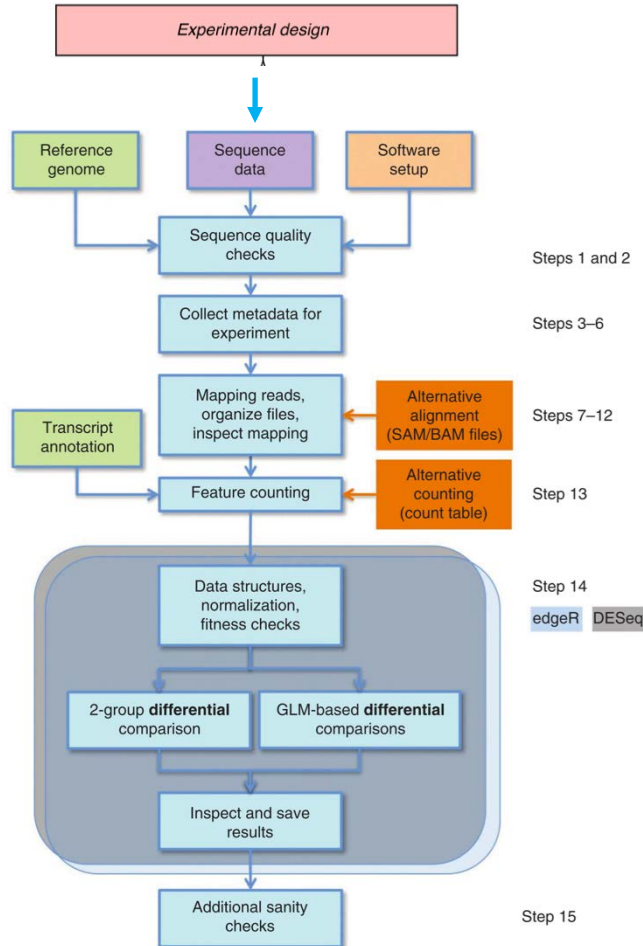 Experimental design
Reference
genome
Sequence
data
Software
setup
Sequence quality
checks
Steps 1 and 2
Collect metadata for
experiment
Steps 3–6
Mapping reads,
organize files,
inspect mapping
Alternative
alignment
(SAM/BAM files)
Steps 7–12
Transcript
annotation
Feature counting
Alternative
counting
(count table)
Step 13
Data structures,
normalization,
fitness checks
Step 14
edgeR
DESeq
2-group differential
comparison
GLM-based differential
comparisons
Inspect and save
results
Additional sanity
checks
Step 15